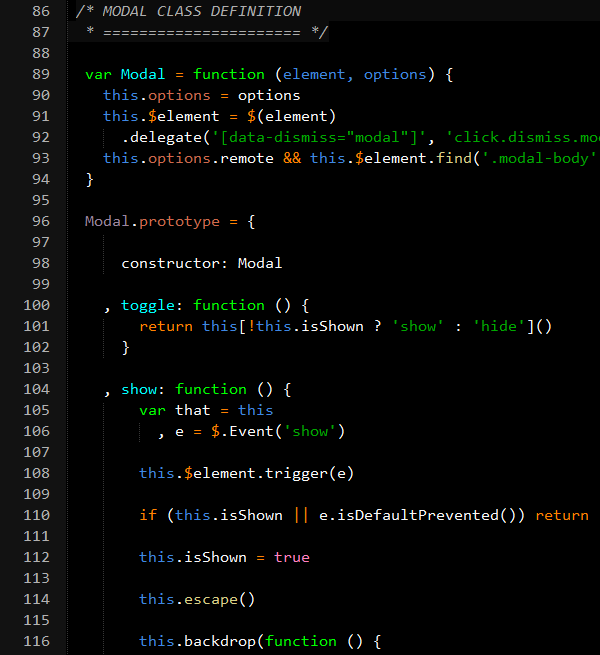 86 /* MODAL CLASS DEFINITION
87 * ====================== */
88
89 var Modal = function (element, options) {
90 this.options = options
91 this.$element = $(element)
92 .delegate('[data-dismiss="modal"]', 'click.dismiss.mo
93 this.options.remote && this.$element.find('.modal-body'
94 }
95
96 Modal.prototype = {
97
98 constructor: Modal
99
100 , toggle: function () {
101 return this[!this.isShown ? 'show' : 'hide']()
102 }
103
104 , show: function () {
105 var that = this
106 , e = $.Event('show')
107
108 this.$element.trigger(e)
109
110 if (this.isShown || e.isDefaultPrevented()) return
111
112 this.isShown = true
113
114 this.escape()
115
116 this.backdrop(function () {